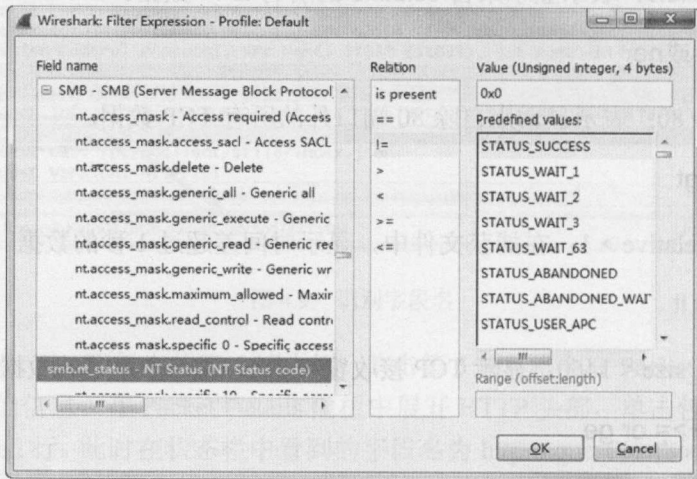 Wireshark: Filter Expression - Profile: Default
Field name
SMB - SMB (Server Message Block Protocol
nt.access_mask - Access required (Access
nt.access_mask.access_sacl - Access SACL
nt.access_mask.delete - Delete
nt.access_mask.generic_all - Generic all
nt.access_mask.generic_execute - Generic
nt.access_mask.generic_read - Generic rea
nt.access_mask.generic_write - Generic wr
nt.access_mask.maximum_allowed - Maxir
nt.access_mask.read_control - Read contr
nt.access_mask.specific 0 - Specific access
smb.nt_status - NT Status (NT Status code)
Relation
is present
==
!=
>
<
>=
<=
Value (Unsigned integer, 4 bytes)
0x0
Predefined values:
STATUS_SUCCESS
STATUS_WAIT_1
STATUS_WAIT_2
STATUS_WAIT_3
STATUS_WAIT_63
STATUS_ABANDONED
STATUS_ABANDONED_WAIT
STATUS_USER_APC
Range (offset:length)
OK
Cancel